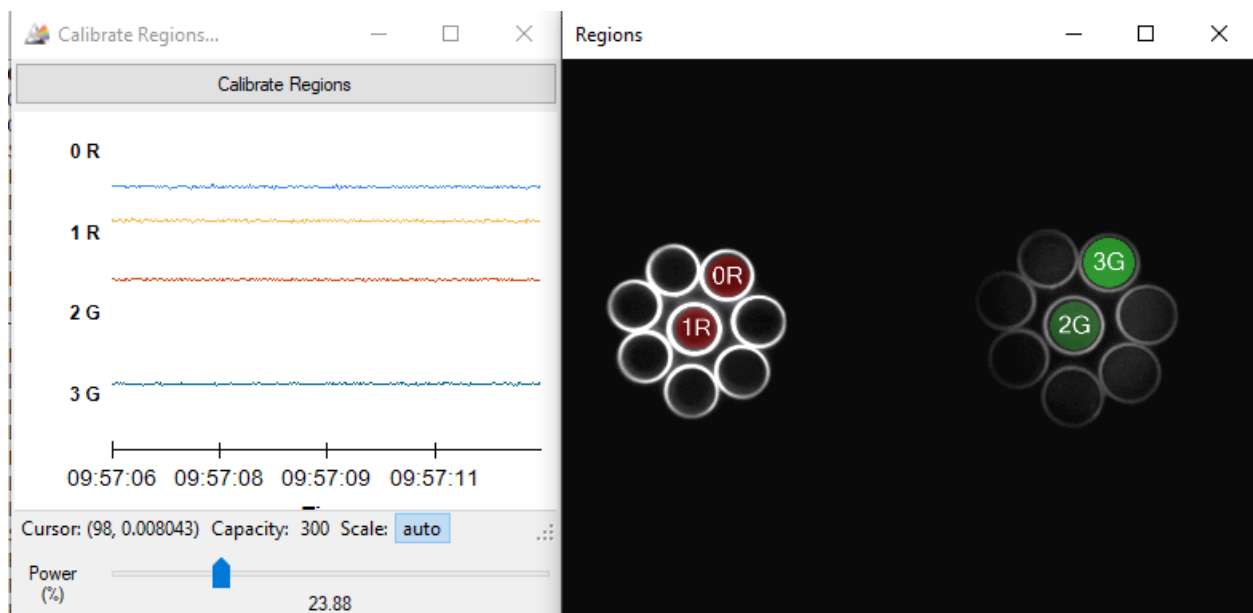 Calibrate Regions...
Calibrate Regions
0 R
1 R
2 G
3 G
09:57:06 09:57:08 09:57:09 09:57:11
Cursor: (98, 0.008043) Capacity: 300 Scale: auto
Power
(%)
23.88
Regions
0R
1R
3G
2G